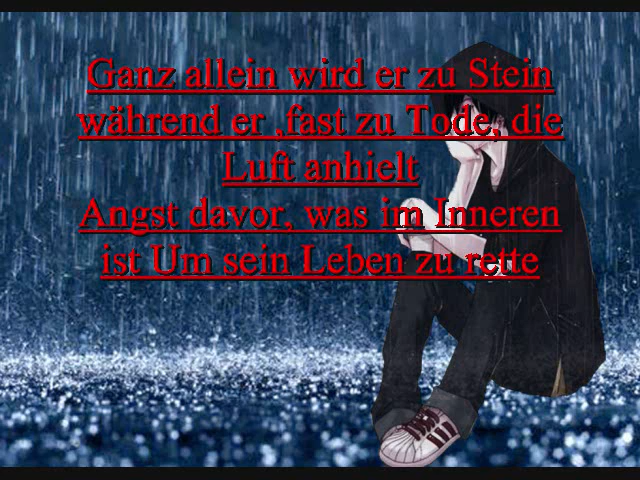 Ganz allein wird er zu Stein
während er ,fast zu Tode, die
Luft anhielt
Angst davor, was im Inneren
ist Um sein Leben zu rette